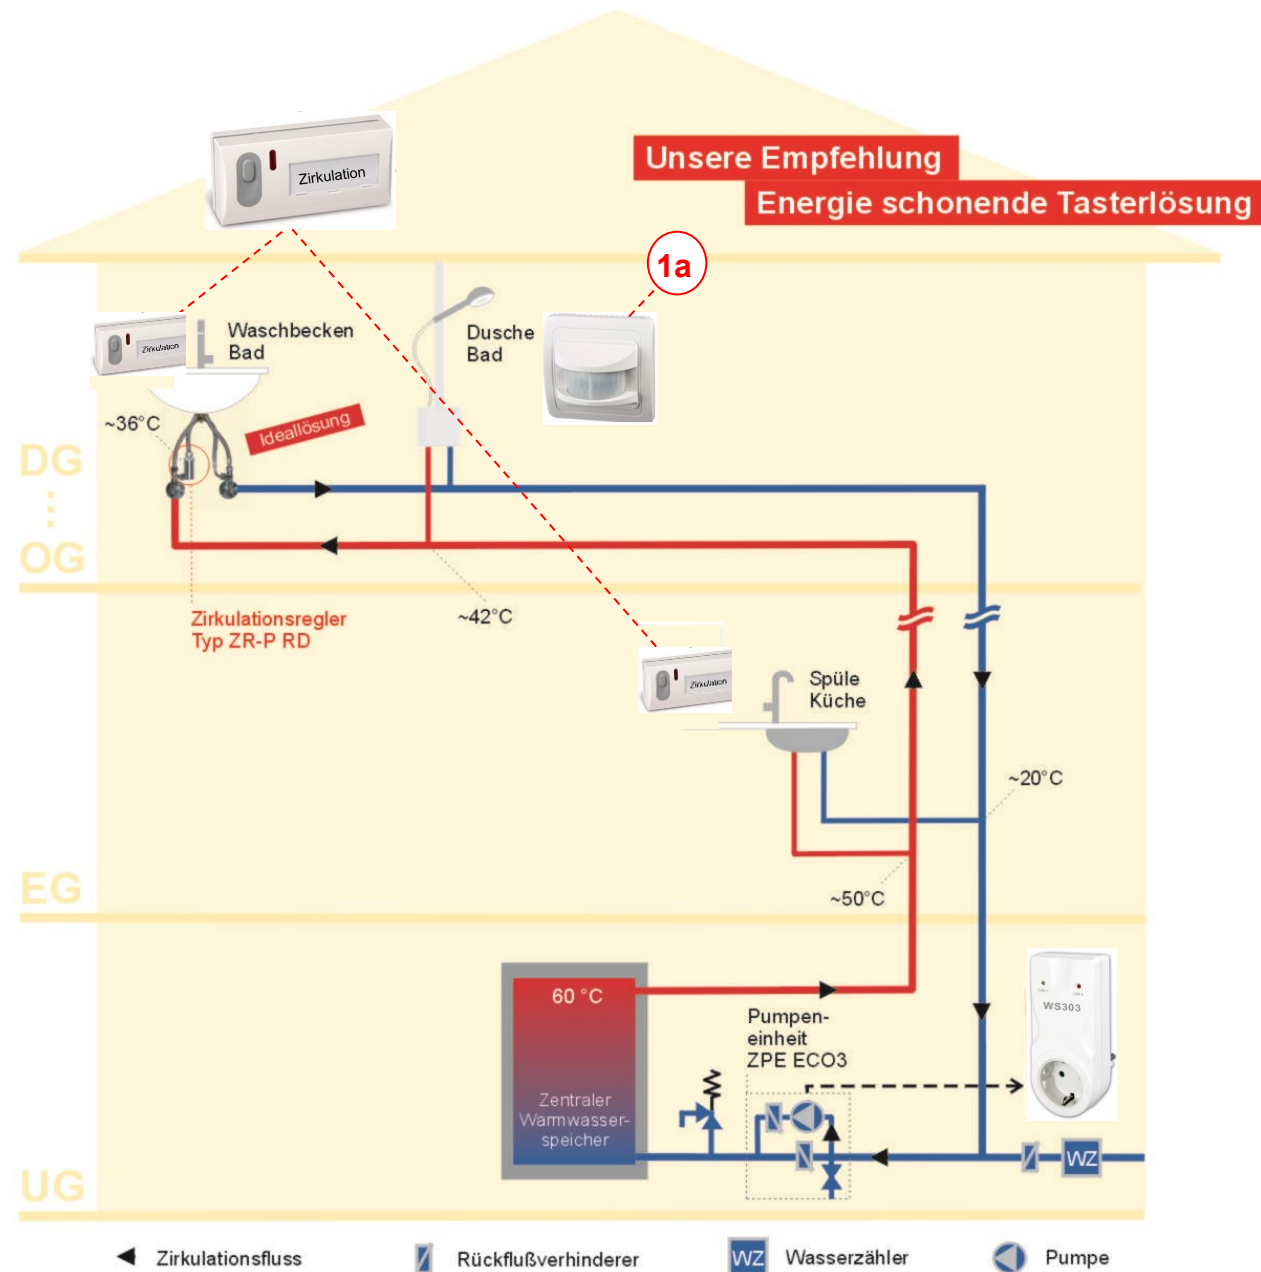 Unsere Empfehlung
Energie schonende Tasterlösung
Zirkulation
1a
Zirkulation
Waschbecken
Bad
Dusche
Bad
~36°C
Ideallösung
DG
OG
Zirkulationsregler
Typ ZR-P RD
~42°C
Zirkulation
Spüle
Küche
~20°C
~50°C
EG
60 °C
Zentraler
Warmwasser-
speicher
Pumpen-
einheit
ZPE ECO3
WS303
WZ
UG
Zirkulationsfluss
Rückflußverhinderer
WZ
Wasserzähler
Pumpe